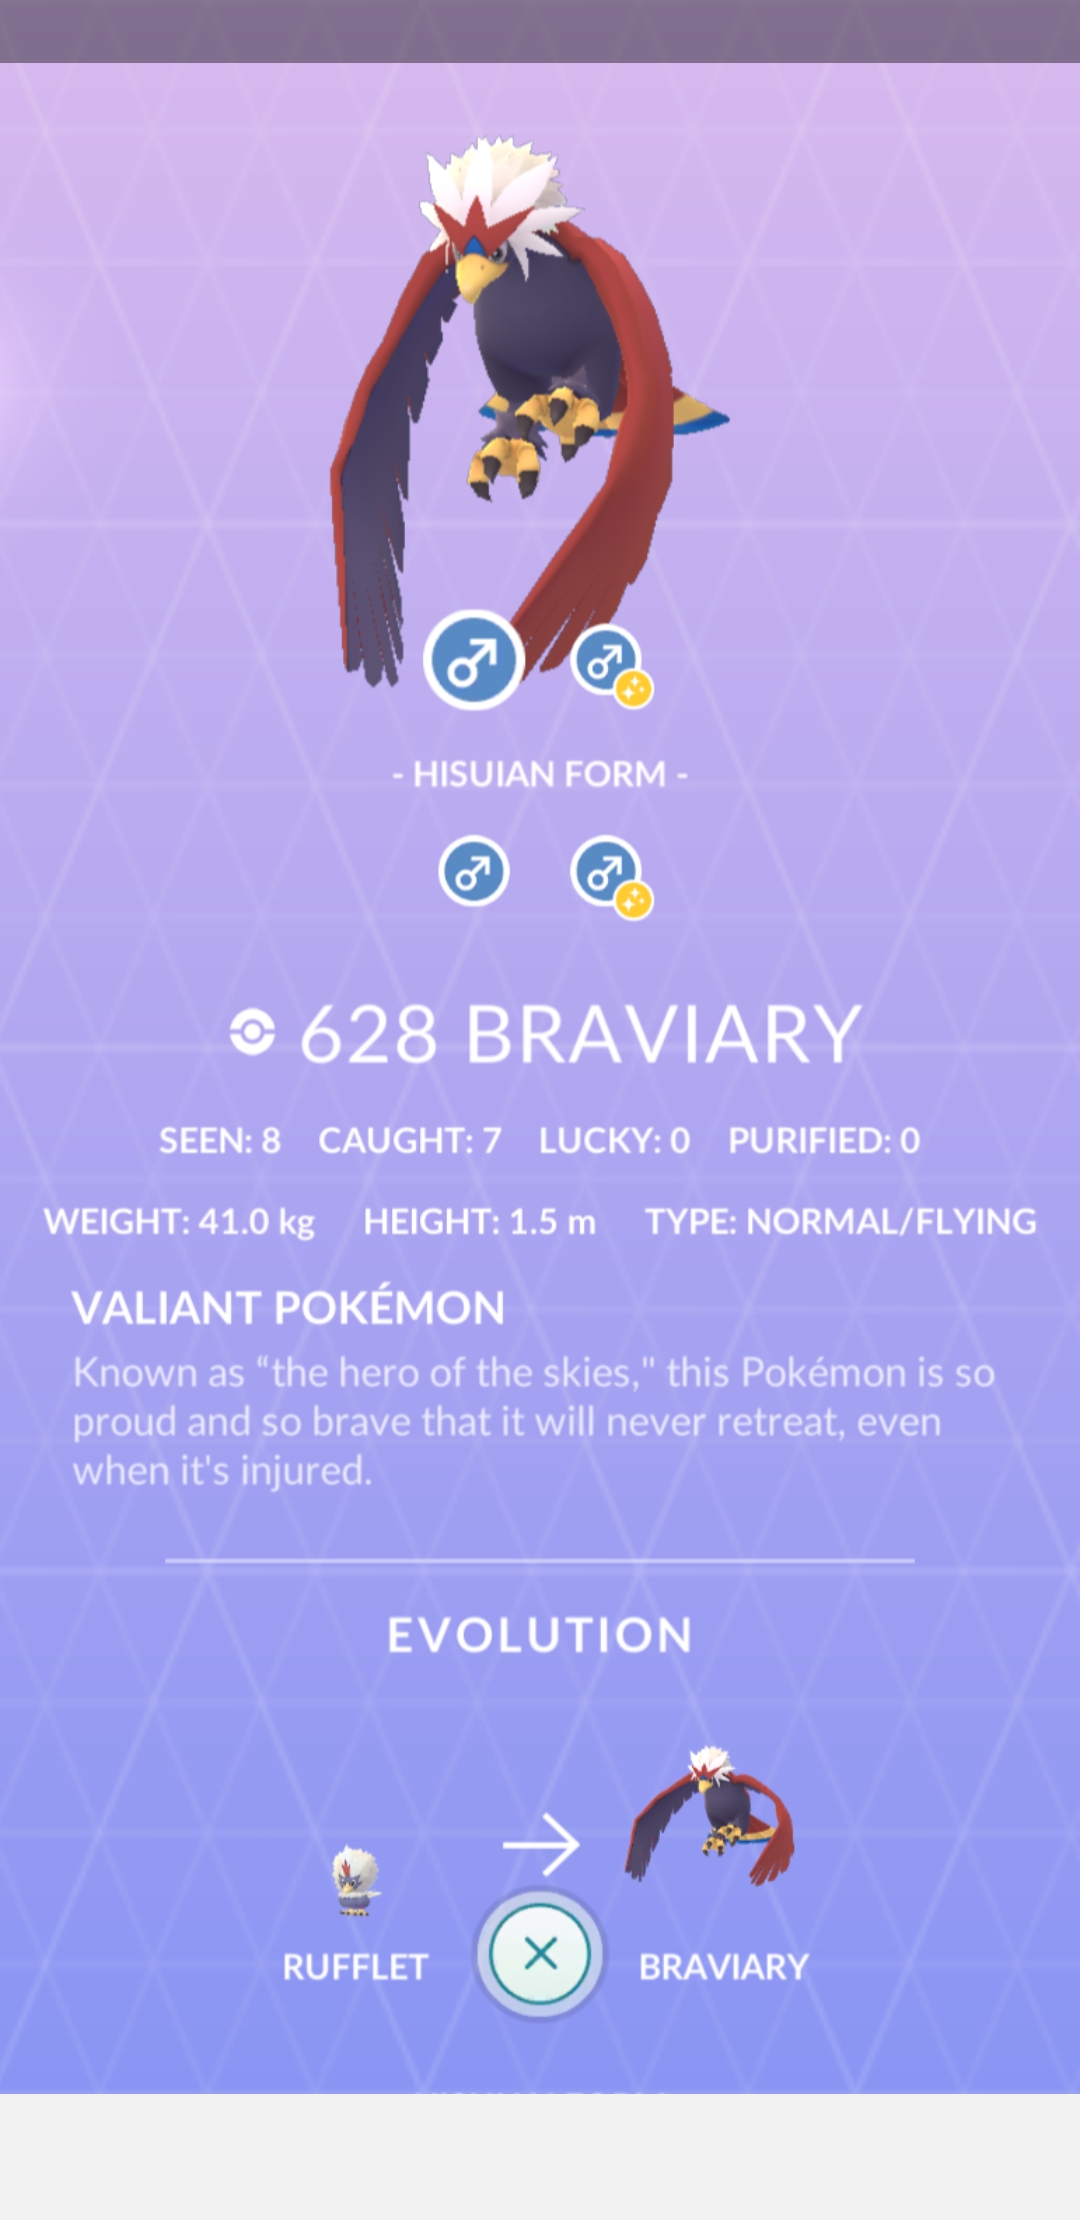 - HISUIAN FORM -
628 BRAVIARY
SEEN: 8 CAUGHT: 7 LUCKY: 0 PURIFIED: 0
WEIGHT: 41.0 kg HEIGHT: 1.5 m TYPE: NORMAL/FLYING
VALIANT POKÉMON
Known as “the hero of the skies," this Pokémon is so
proud and so brave that it will never retreat, even
when it's injured.
EVOLUTION
RUFFLET BRAVIARY